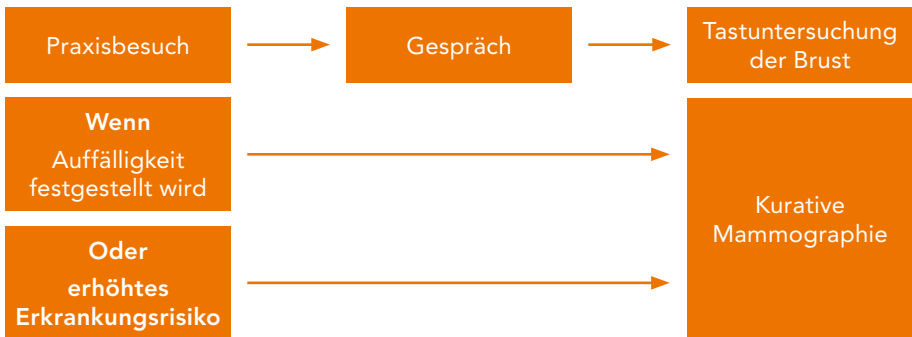 Praxisbesuch
Gespräch
Tastuntersuchung
der Brust
Wenn
Auffälligkeit
festgestellt wird
Oder
erhöhtes
Erkrankungsrisiko
Kurative
Mammographie